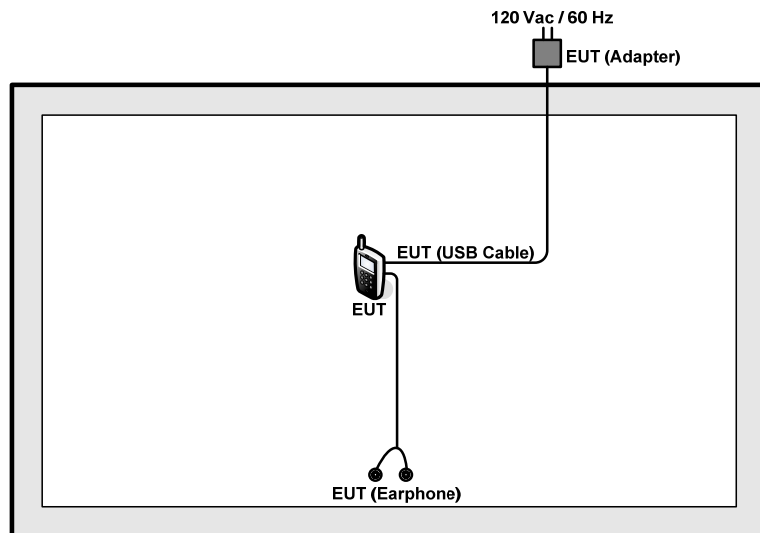 120 Vac / 60 Hz
EUT (Adapter)
EUT (USB Cable)
EUT
EUT (Earphone)